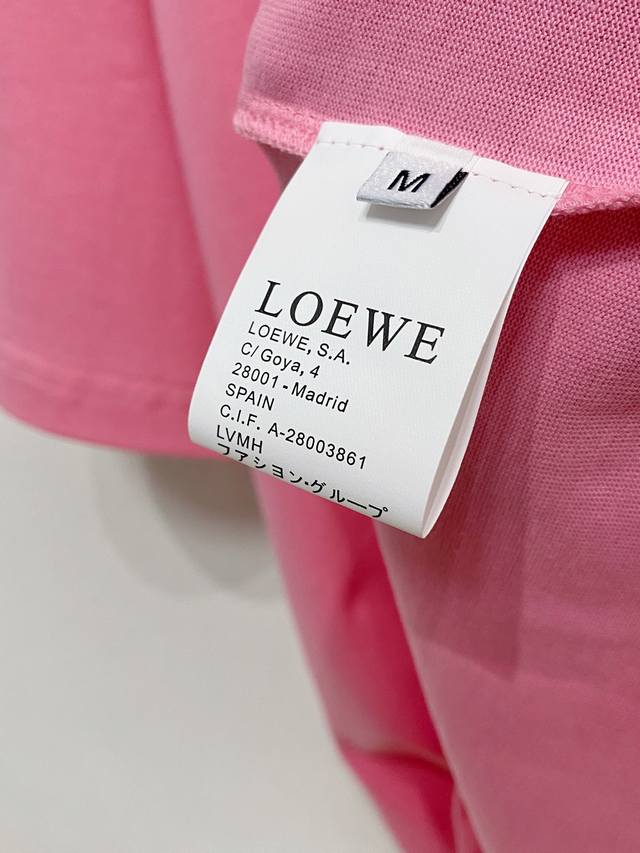 M
LOEWE
LOEWE, S.A.
C/ Goya, 4
28001 - Madrid
SPAIN
C.I.F. A-28003861
LVMH
ファション·グループ